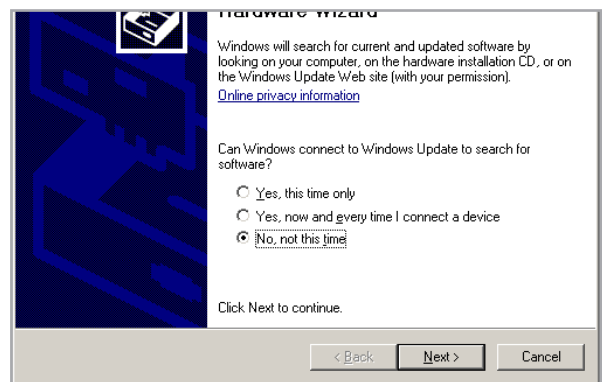 Hardware Wizard
Windows will search for current and updated software by
looking on your computer, on the hardware installation CD, or on
the Windows Update Web site (with your permission).
Online privacy information
Can Windows connect to Windows Update to search for
software?
Yes, this time only
Yes, now and every time I connect a device
No, not this time
Click Next to continue.
< Back
Next >
Cancel